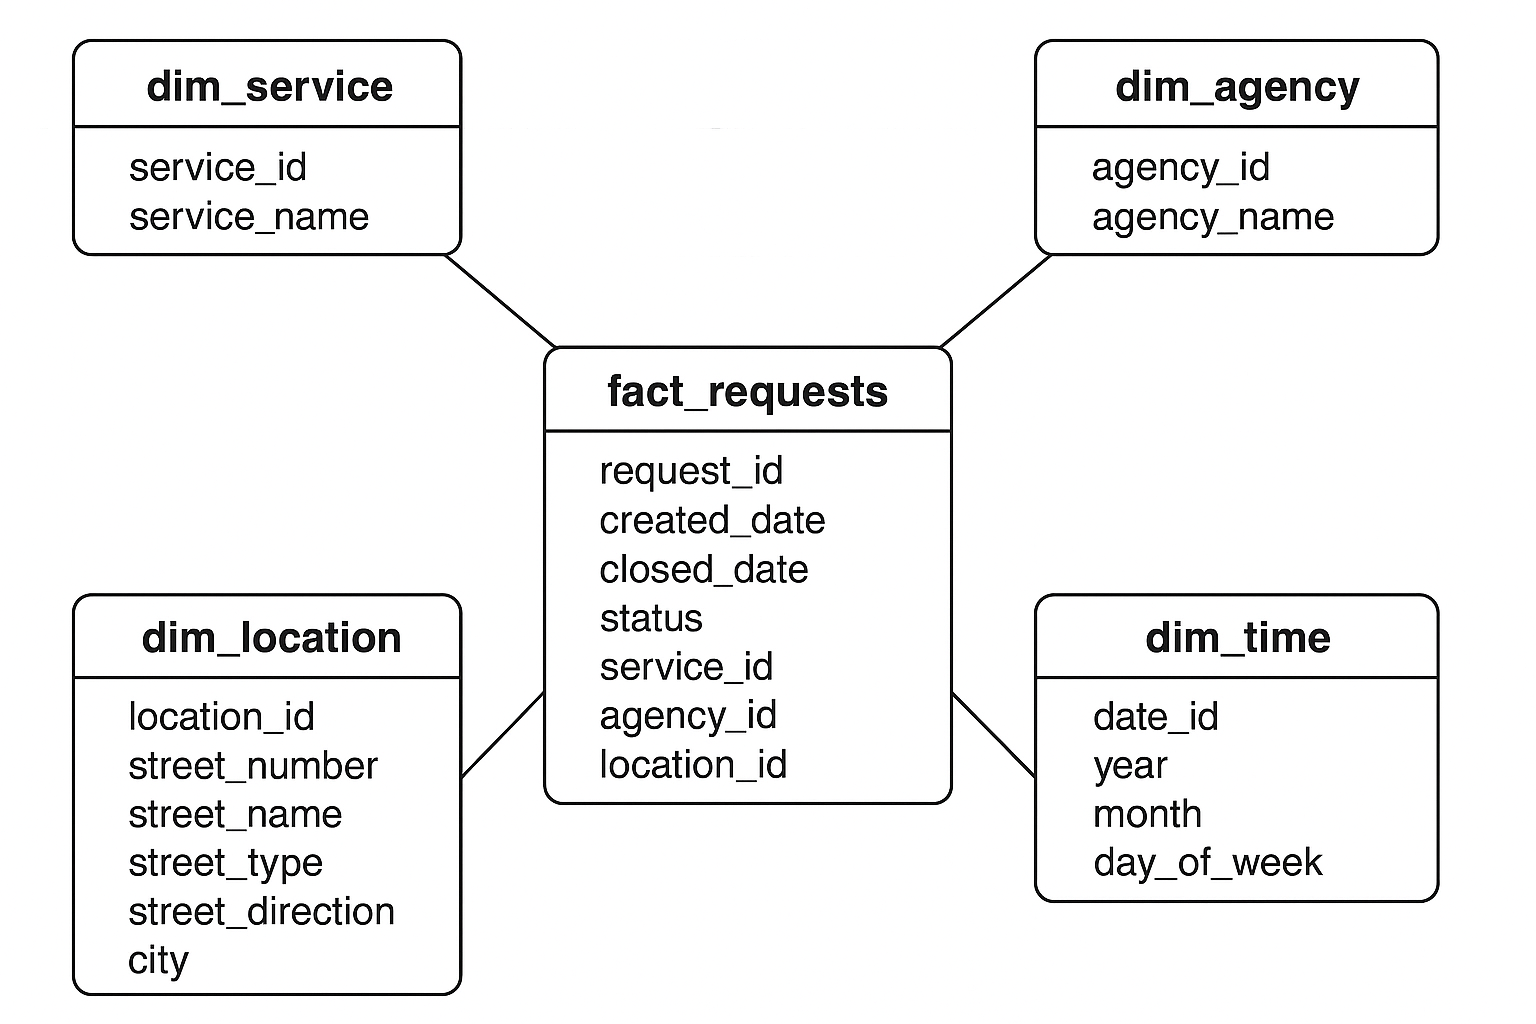 dim_service
service_id
service_name
dim_agency
agency_id
agency_name
fact_requests
request_id
created_date
closed_date
status
service_id
agency_id
location_id
dim_location
location_id
street_number
street_name
street_type
street_direction
city
dim_time
date_id
year
month
day_of_week